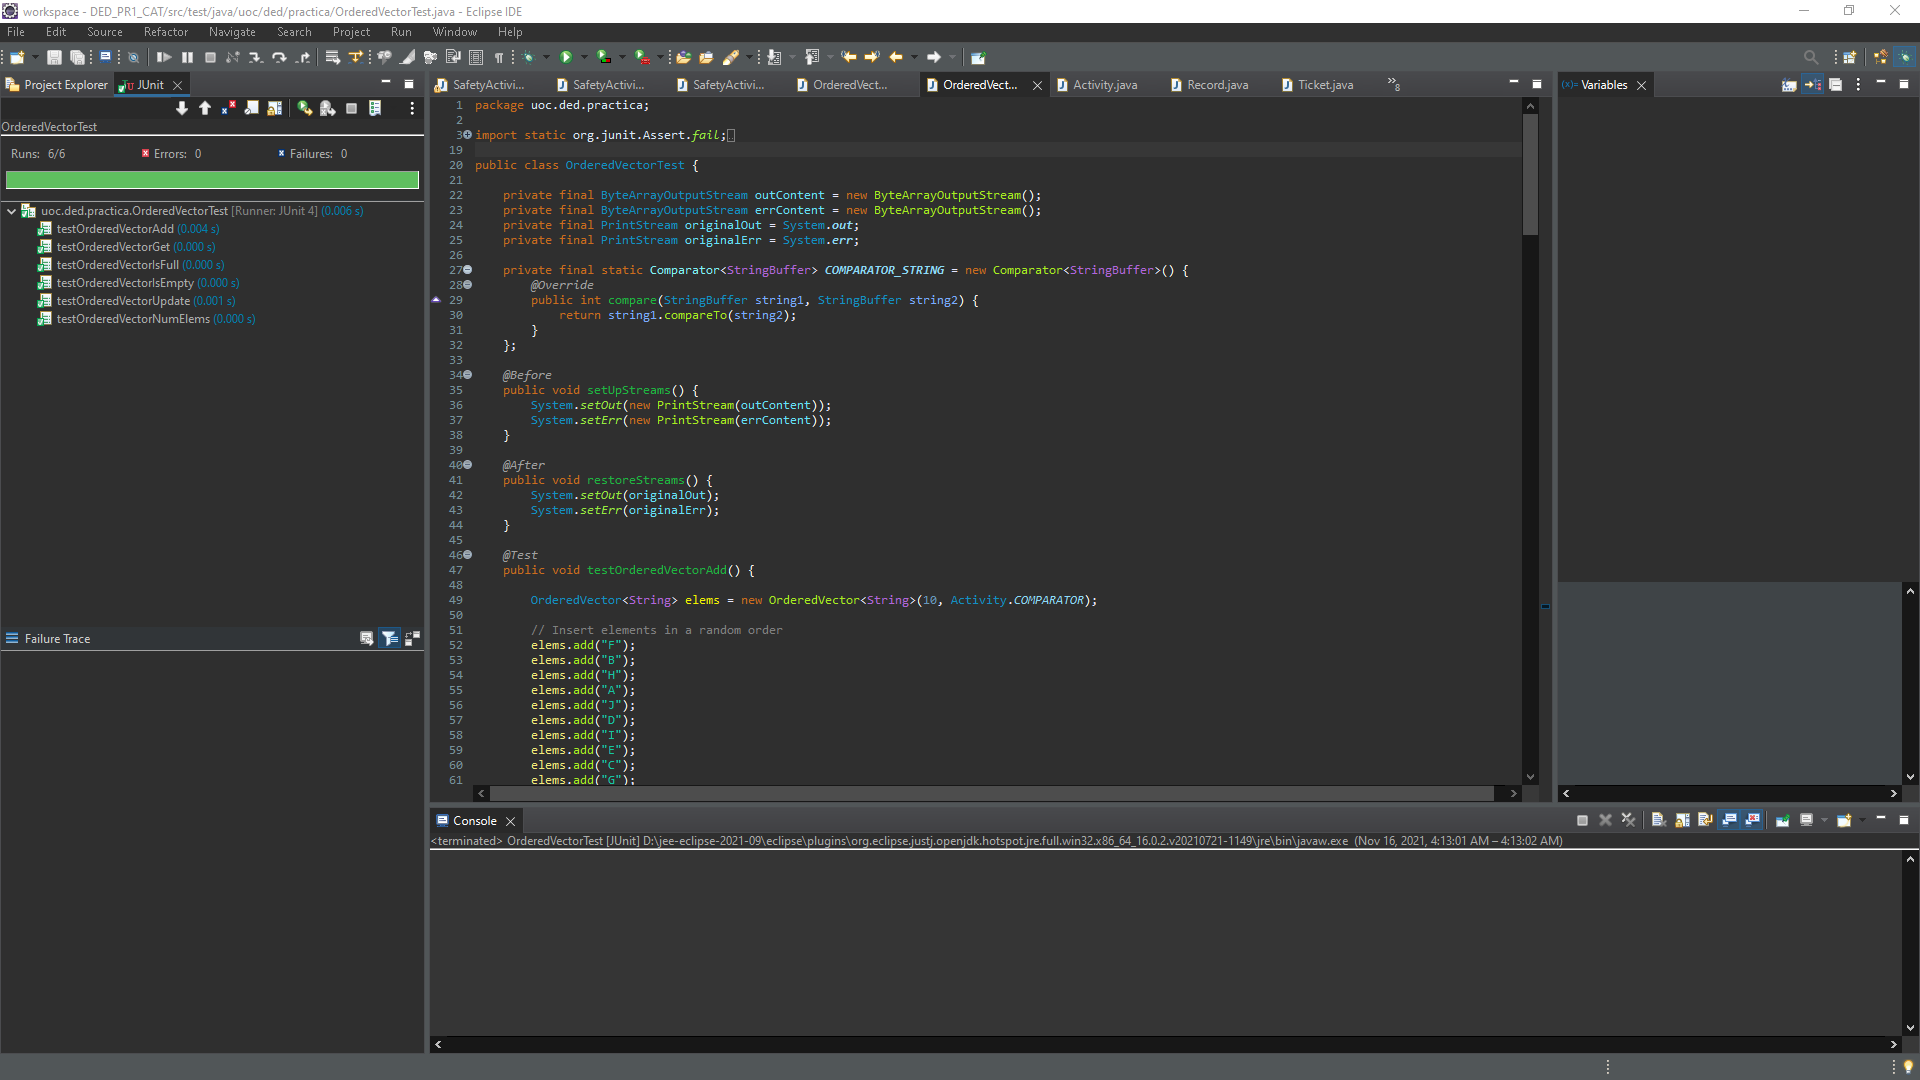 workspace - DED_PR1_CAT/src/test/java/uoc/ded/practica/OrderedVectorTest.java - Eclipse IDE
File Edit Source Refactor Navigate Search Project Run Window Help
Project Explorer JUnit
OrderedVectorTest
Runs: 6/6 Errors: 0 Failures: 0
uoc.ded.practica.OrderedVectorTest [Runner: JUnit 4] (0.006 s)
testOrderedVectorAdd (0.004 s)
testOrderedVectorGet (0.000 s)
testOrderedVectorIsFull (0.000 s)
testOrderedVectorIsEmpty (0.000 s)
testOrderedVectorUpdate (0.001 s)
testOrderedVectorNumElems (0.000 s)
Failure Trace
SafetyActivi... SafetyActivi... SafetyActivi... OrderedVect... OrderedVect... Activity.java Record.java Ticket.java »8
1 package uoc.ded.practica;
2
3 import static org.junit.Assert.fail;
19
20 public class OrderedVectorTest {
21
22 private final ByteArrayOutputStream outContent = new ByteArrayOutputStream();
23 private final ByteArrayOutputStream errContent = new ByteArrayOutputStream();
24 private final PrintStream originalOut = System.out;
25 private final PrintStream originalErr = System.err;
26
27 private final static Comparator<StringBuffer> COMPARATOR_STRING = new Comparator<StringBuffer>() {
28 @Override
29 public int compare(StringBuffer string1, StringBuffer string2) {
30 return string1.compareTo(string2);
31 }
32 };
33
34 @Before
35 public void setUpStreams() {
36 System.setOut(new PrintStream(outContent));
37 System.setErr(new PrintStream(errContent));
38 }
39
40 @After
41 public void restoreStreams() {
42 System.setOut(originalOut);
43 System.setErr(originalErr);
44 }
45
46 @Test
47 public void testOrderedVectorAdd() {
48
49 OrderedVector<String> elems = new OrderedVector<String>(10, Activity.COMPARATOR);
50
51 // Insert elements in a random order
52 elems.add("F");
53 elems.add("B");
54 elems.add("H");
55 elems.add("A");
56 elems.add("J");
57 elems.add("D");
58 elems.add("I");
59 elems.add("E");
60 elems.add("C");
61 elems.add("G");
(x)= Variables
Console
<terminated> OrderedVectorTest [JUnit] D:\jee-eclipse-2021-09\eclipse\plugins\org.eclipse.justj.openjdk.hotspot.jre.full.win32.x86_64_16.0.2.v20210721-1149\jre\bin\javaw.exe (Nov 16, 2021, 4:13:01 AM – 4:13:02 AM)